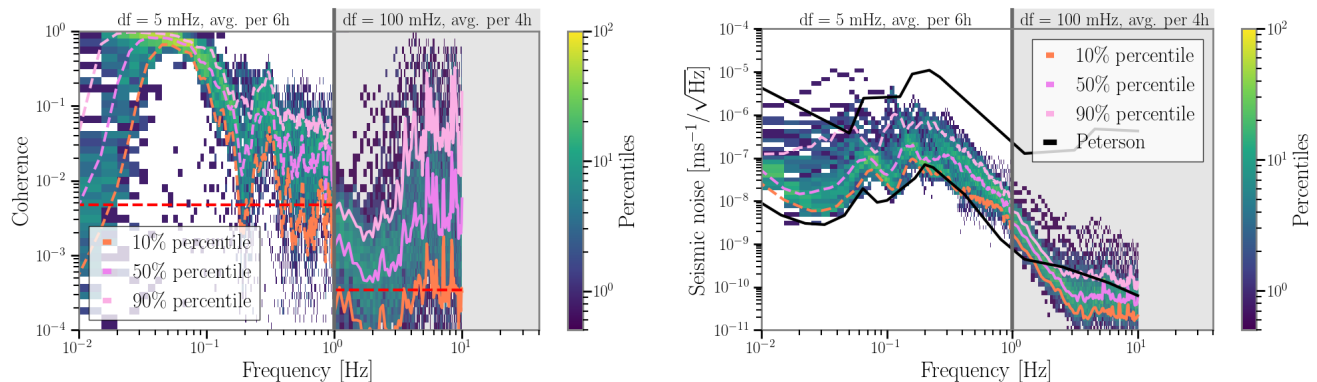 df = 5 mHz, avg. per 6h
df = 100 mHz, avg. per 4h
10^0
10^-1
10^-2
10^-3
10^-4
Coherence
10% percentile
50% percentile
90% percentile
10^-2
10^-1
10^0
10^1
Frequency [Hz]
10^2
10^1
10^0
Percentiles
df = 5 mHz, avg. per 6h
df = 100 mHz, avg. per 4h
10^-4
10^-5
10^-6
10^-7
10^-8
10^-9
10^-10
10^-11
Seismic noise [ms^-1/√Hz]
10% percentile
50% percentile
90% percentile
Peterson
10^-2
10^-1
10^0
10^1
Frequency [Hz]
10^2
10^1
10^0
Percentiles